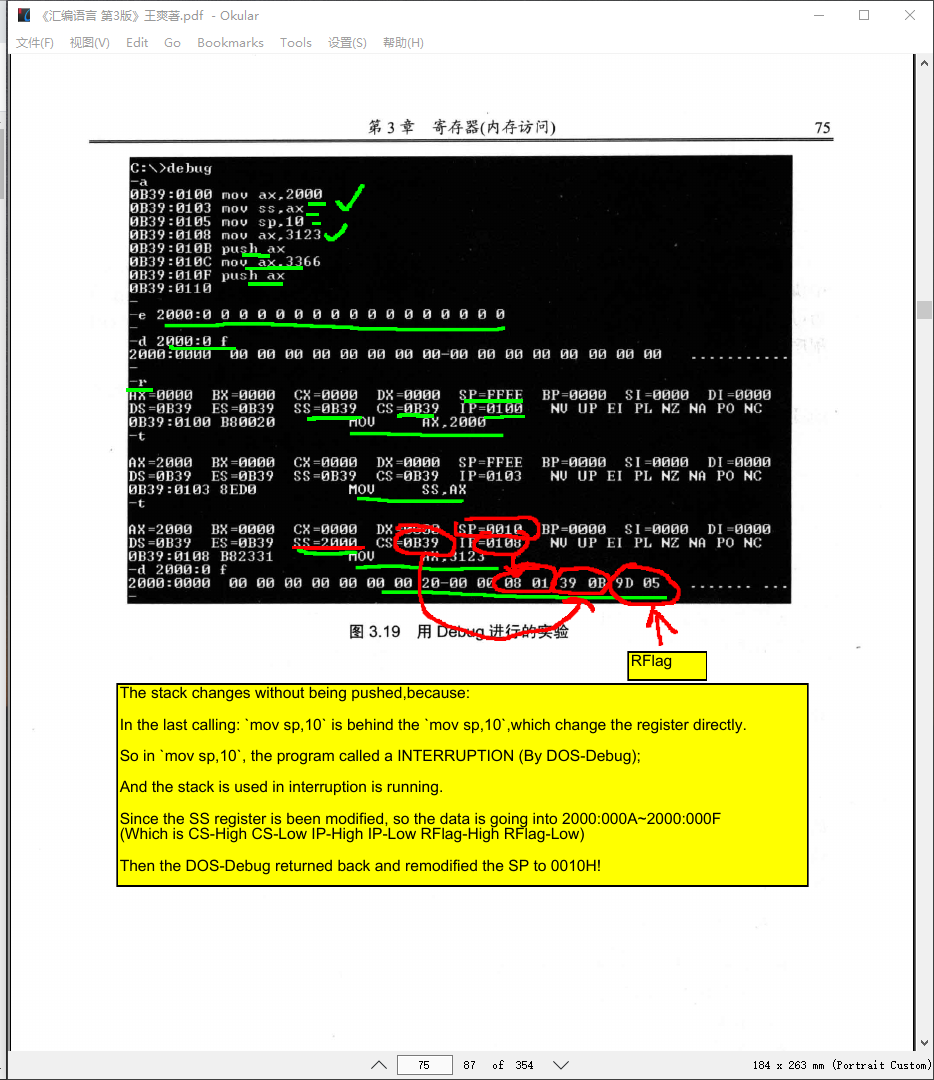 《汇编语言 第3版》王爽著.pdf - Okular
文件(F) 视图(V) Edit Go Bookmarks Tools 设置(S) 帮助(H)
第 3 章 寄存器(内存访问) 75
C:\>debug
-a
0B39:0100 mov ax,2000
0B39:0103 mov ss,ax
0B39:0105 mov sp,10
0B39:0108 mov ax,3123
0B39:010B push ax
0B39:010C mov ax,3366
0B39:010F push ax
0B39:0110
-
-e 2000:0 0 0 0 0 0 0 0 0 0 0 0 0 0 0 0 0
-
-d 2000:0 f
2000:0000 00 00 00 00 00 00 00 00-00 00 00 00 00 00 00 00 ...........
-
-r
AX=0000 BX=0000 CX=0000 DX=0000 SP=FFEE BP=0000 SI=0000 DI=0000
DS=0B39 ES=0B39 SS=0B39 CS=0B39 IP=0100 NV UP EI PL NZ NA PO NC
0B39:0100 B80020 MOV AX,2000
-t
AX=2000 BX=0000 CX=0000 DX=0000 SP=FFEE BP=0000 SI=0000 DI=0000
DS=0B39 ES=0B39 SS=0B39 CS=0B39 IP=0103 NV UP EI PL NZ NA PO NC
0B39:0103 8ED0 MOV SS,AX
-t
AX=2000 BX=0000 CX=0000 DX=0000 SP=0010 BP=0000 SI=0000 DI=0000
DS=0B39 ES=0B39 SS=2000 CS=0B39 IP=0108 NV UP EI PL NZ NA PO NC
0B39:0108 B82331 MOV AX,3123
-d 2000:0 f
2000:0000 00 00 00 00 00 00 00 20-00 00 08 01 39 0B 9D 05 ....... ...
-
图 3.19 用 Debug 进行的实验
RFlag
The stack changes without being pushed,because:
In the last calling: `mov sp,10` is behind the `mov sp,10`,which change the register directly.
So in `mov sp,10`, the program called a INTERRUPTION (By DOS-Debug);
And the stack is used in interruption is running.
Since the SS register is been modified, so the data is going into 2000:000A~2000:000F
(Which is CS-High CS-Low IP-High IP-Low RFlag-High RFlag-Low)
Then the DOS-Debug returned back and remodified the SP to 0010H!
75 87 of 354 184 x 263 mm (Portrait Custom)